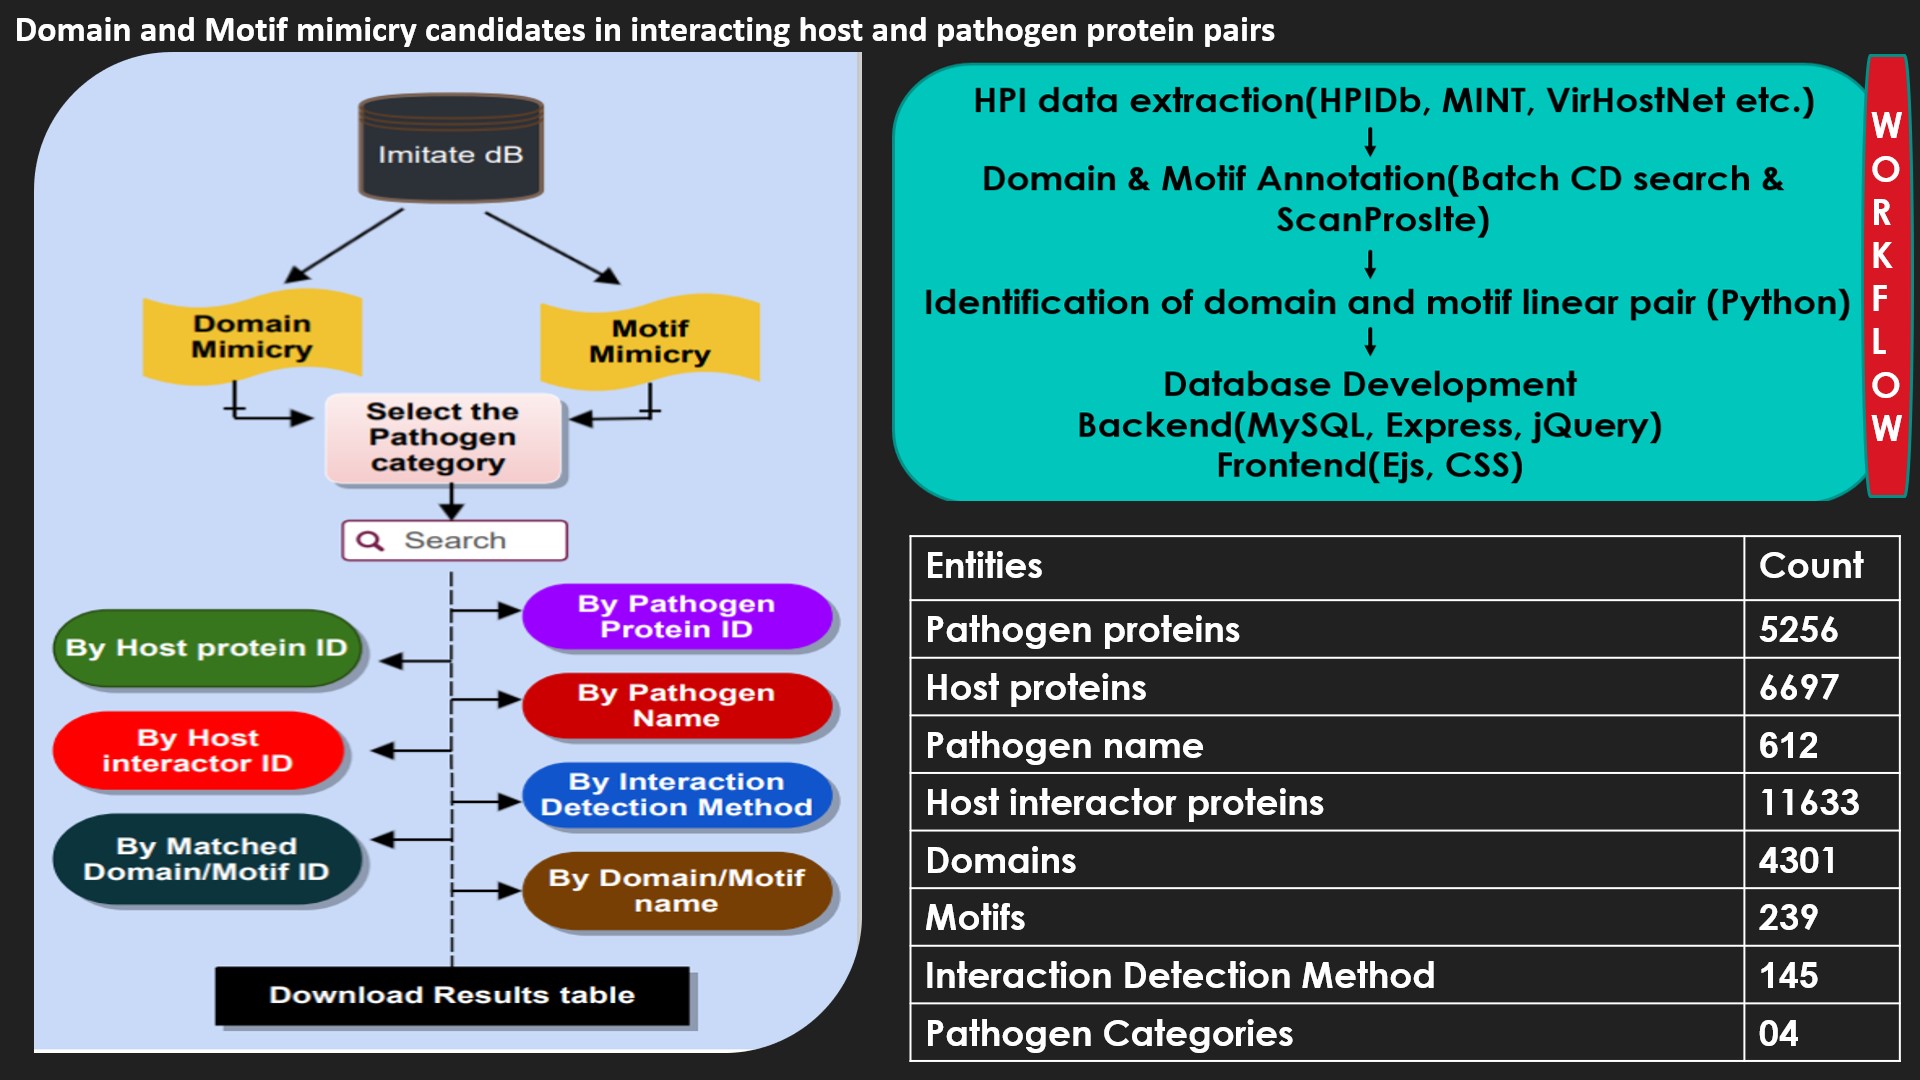 Domain and Motif mimicry candidates in interacting host and pathogen protein pairs
Imitate dB
Domain
Mimicry
Motif
Mimicry
Select the
Pathogen
category
Search
By Pathogen
Protein ID
By Host protein ID
By Pathogen
Name
By Host
interactor ID
By Interaction
Detection Method
By Matched
Domain/Motif ID
By Domain/Motif
name
Download Results table
HPI data extraction(HPIDb, MINT, VirHostNet etc.)
Domain & Motif Annotation(Batch CD search &
ScanProsIte)
Identification of domain and motif linear pair (Python)
Database Development
Backend(MySQL, Express, jQuery)
Frontend(Ejs, CSS)
W
O
R
K
F
L
O
W
Entities Count
Pathogen proteins 5256
Host proteins 6697
Pathogen name 612
Host interactor proteins 11633
Domains 4301
Motifs 239
Interaction Detection Method 145
Pathogen Categories 04